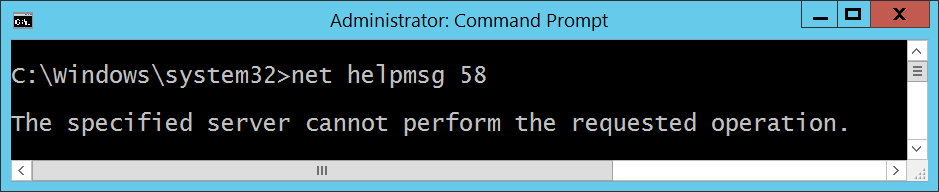 Administrator: Command Prompt
C:\Windows\system32>net helpmsg 58
The specified server cannot perform the requested operation.